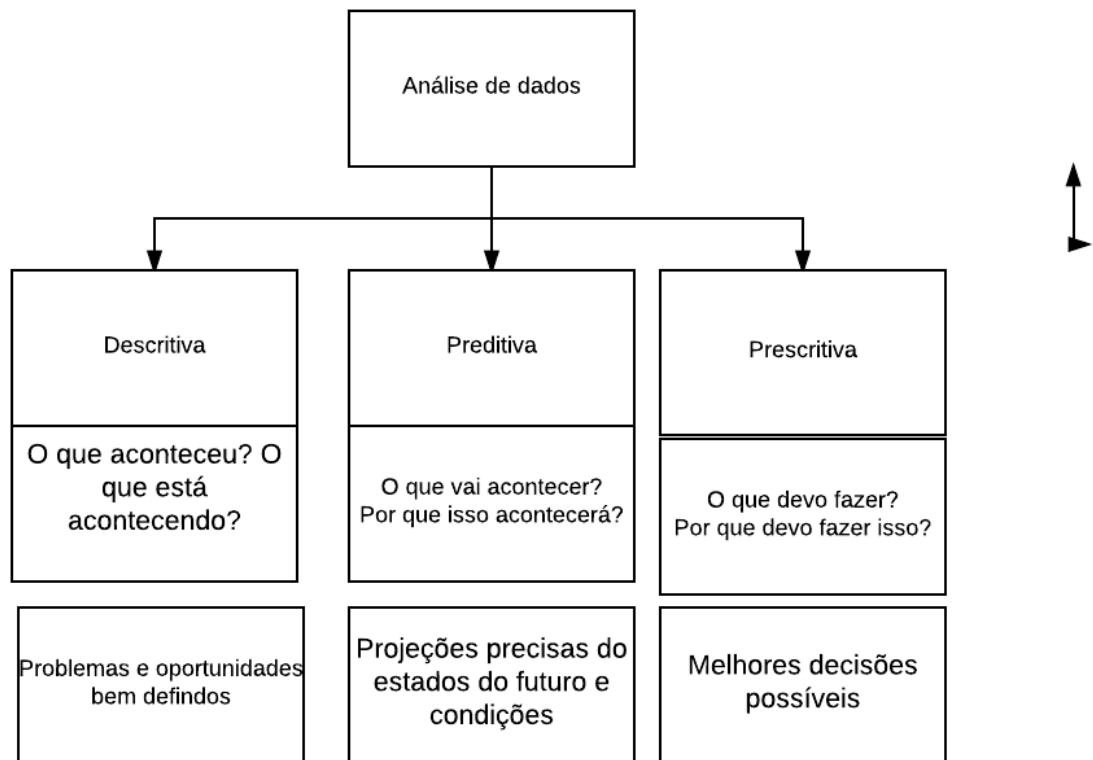 Análise de dados
Descritiva
Preditiva
Prescritiva
O que aconteceu? O
que está
acontecendo?
O que vai acontecer?
Por que isso acontecerá?
O que devo fazer?
Por que devo fazer isso?
Problemas e oportunidades
bem defindos
Projeções precisas do
estados do futuro e
condições
Melhores decisões
possíveis